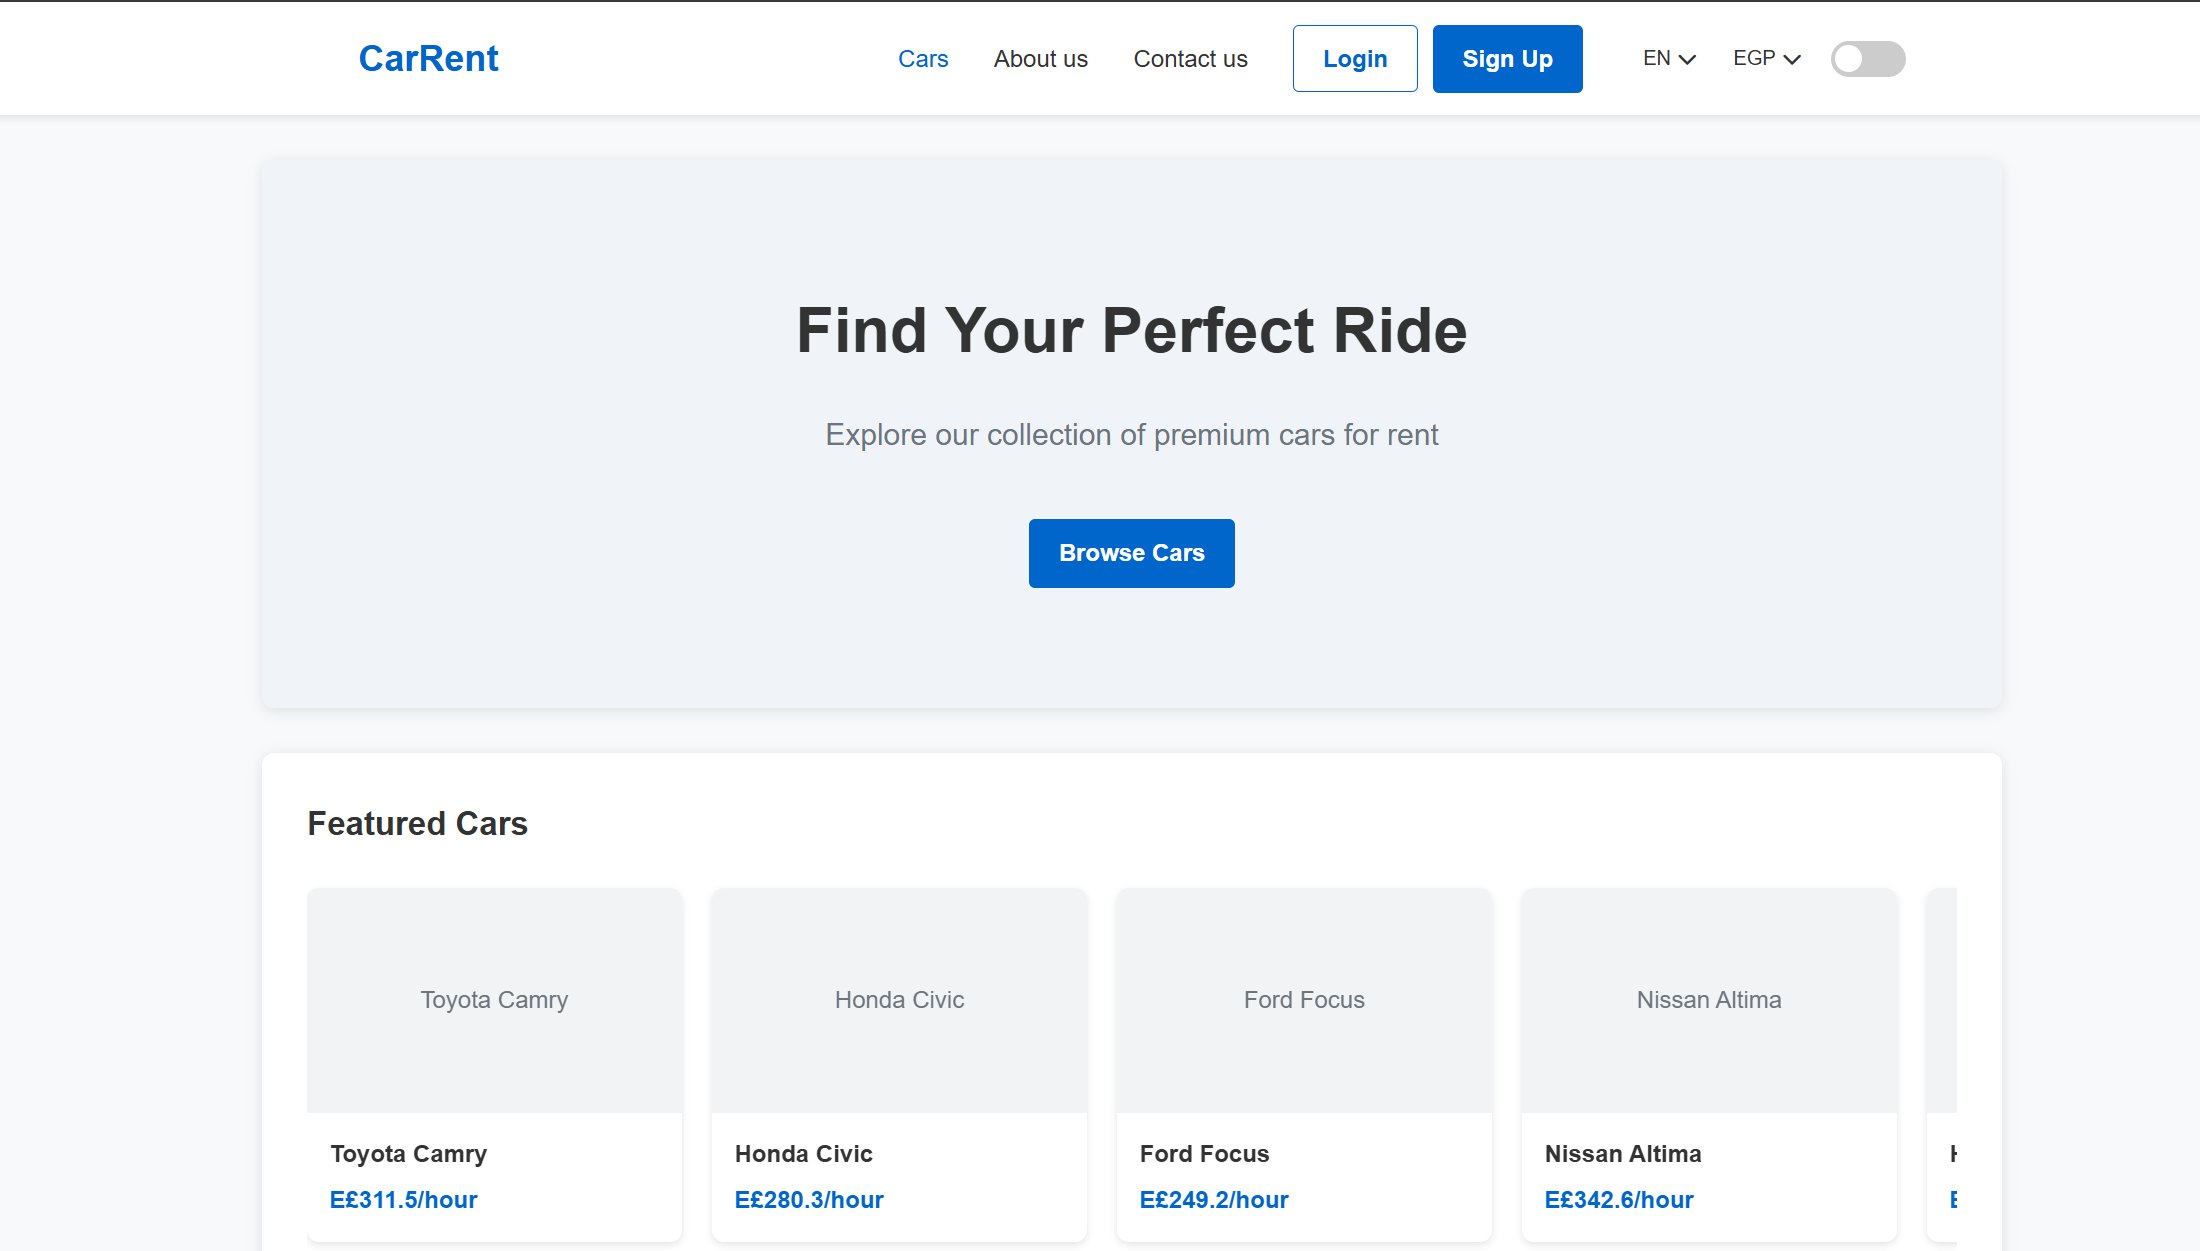 CarRent
Cars
About us
Contact us
Login
Sign Up
EN
EGP
Find Your Perfect Ride
Explore our collection of premium cars for rent
Browse Cars
Featured Cars
Toyota Camry
Honda Civic
Ford Focus
Nissan Altima
Toyota Camry
E£311.5/hour
Honda Civic
E£280.3/hour
Ford Focus
E£249.2/hour
Nissan Altima
E£342.6/hour